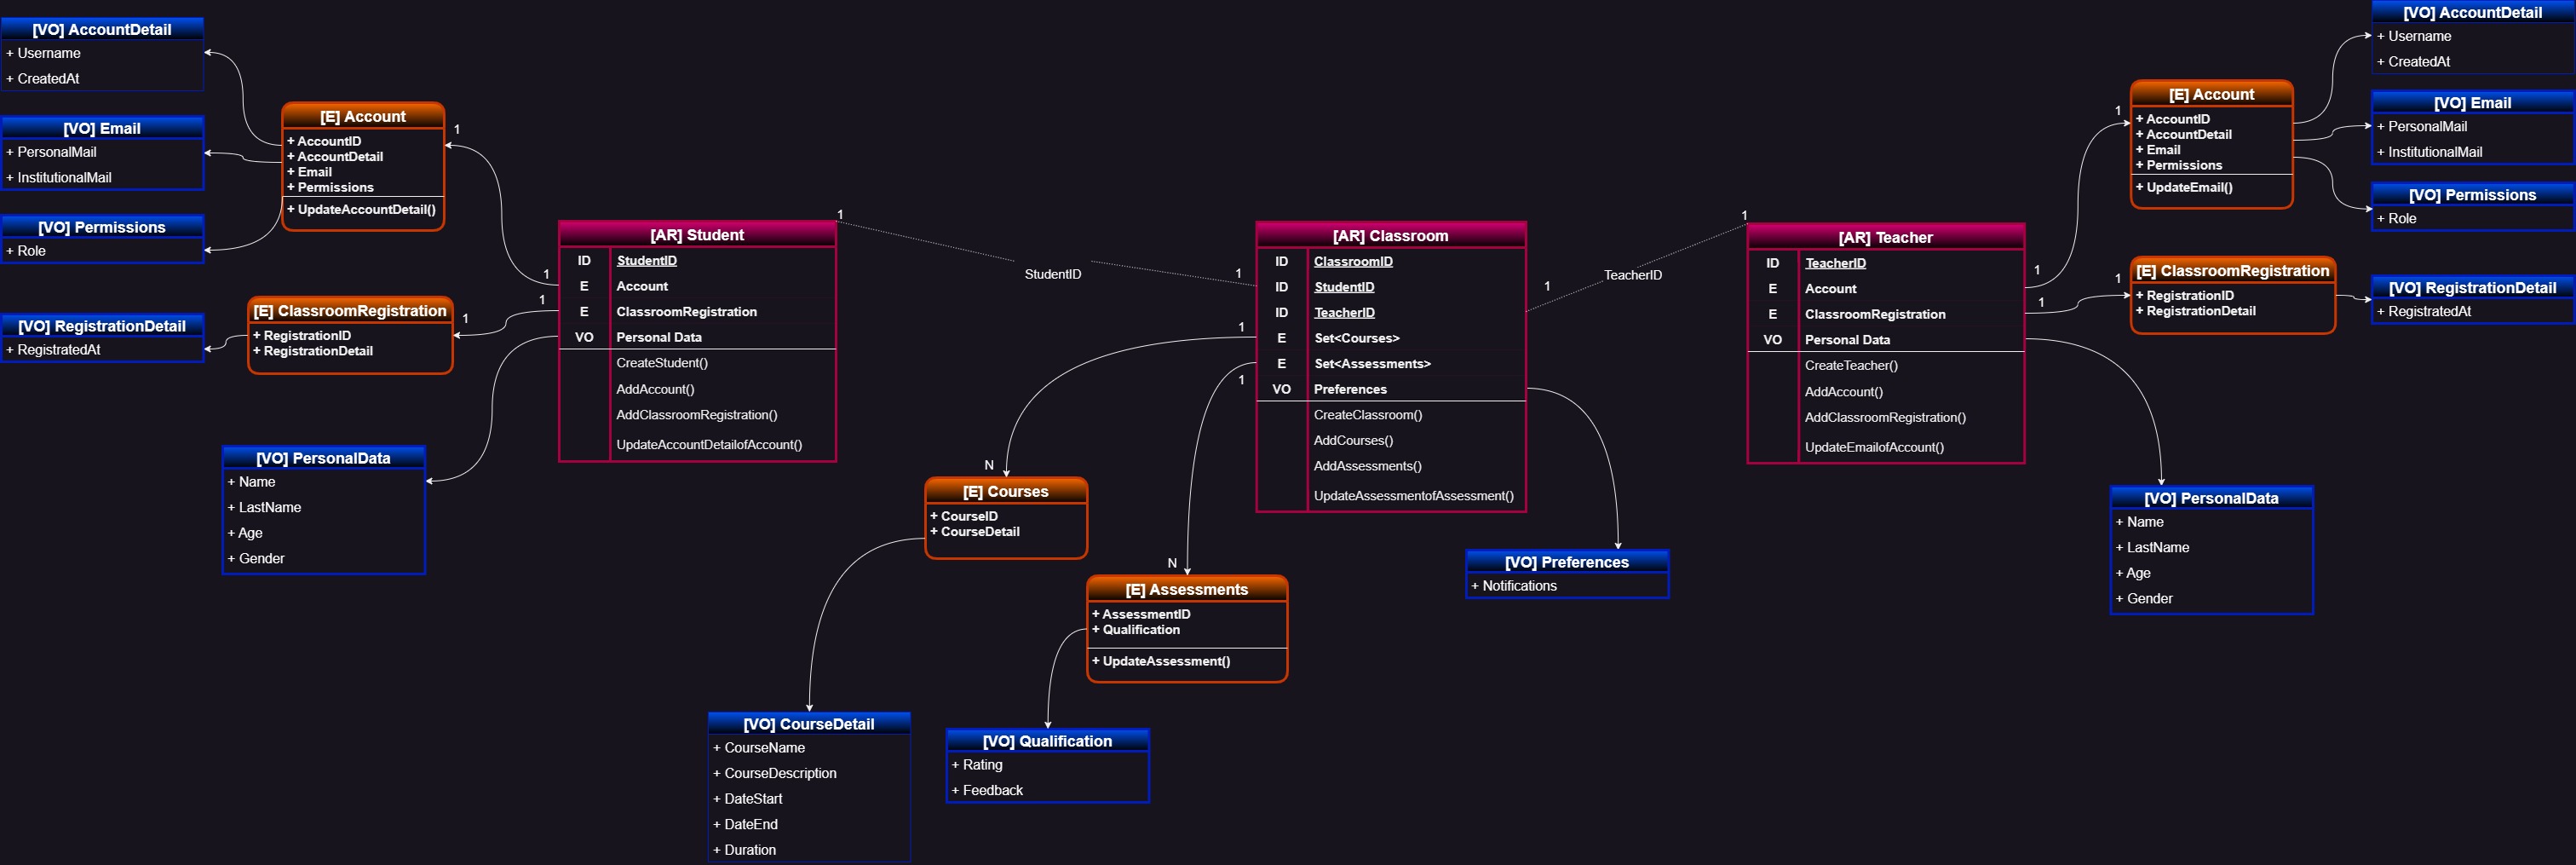 [VO] AccountDetail
+ Username
+ CreatedAt
[VO] Email
+ PersonalMail
+ InstitutionalMail
[VO] Permissions
+ Role
[VO] RegistrationDetail
+ RegistratedAt
[E] Account
+ AccountID
+ AccountDetail
+ Email
+ Permissions
+ UpdateAccountDetail()
1
1
[E] ClassroomRegistration
+ RegistrationID
+ RegistrationDetail
1
1
[VO] PersonalData
+ Name
+ LastName
+ Age
+ Gender
[AR] Student
ID StudentID
E Account
E ClassroomRegistration
VO Personal Data
CreateStudent()
AddAccount()
AddClassroomRegistration()
UpdateAccountDetailofAccount()
1
StudentID
1
[AR] Classroom
ID ClassroomID
ID StudentID
ID TeacherID
E Set<Courses>
E Set<Assessments>
VO Preferences
CreateClassroom()
AddCourses()
AddAssessments()
UpdateAssessmentofAssessment()
1
N
[E] Courses
+ CourseID
+ CourseDetail
[VO] CourseDetail
+ CourseName
+ CourseDescription
+ DateStart
+ DateEnd
+ Duration
1
N
[E] Assessments
+ AssessmentID
+ Qualification
+ UpdateAssessment()
[VO] Qualification
+ Rating
+ Feedback
[VO] Preferences
+ Notifications
1
TeacherID
1
[AR] Teacher
ID TeacherID
E Account
E ClassroomRegistration
VO Personal Data
CreateTeacher()
AddAccount()
AddClassroomRegistration()
UpdateEmailofAccount()
1
1
[E] Account
+ AccountID
+ AccountDetail
+ Email
+ Permissions
+ UpdateEmail()
1
1
[E] ClassroomRegistration
+ RegistrationID
+ RegistrationDetail
[VO] PersonalData
+ Name
+ LastName
+ Age
+ Gender
[VO] AccountDetail
+ Username
+ CreatedAt
[VO] Email
+ PersonalMail
+ InstitutionalMail
[VO] Permissions
+ Role
[VO] RegistrationDetail
+ RegistratedAt